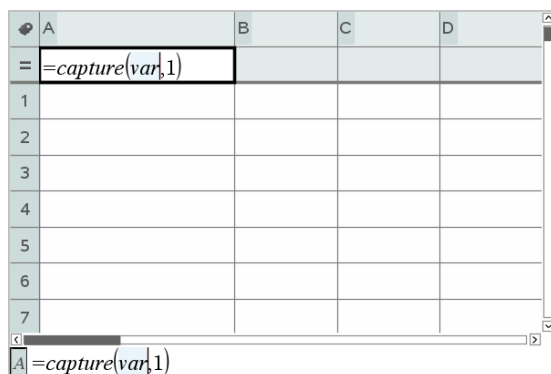 A B C D
= =capture(var,1)
1
2
3
4
5
6
7
A =capture(var,1)